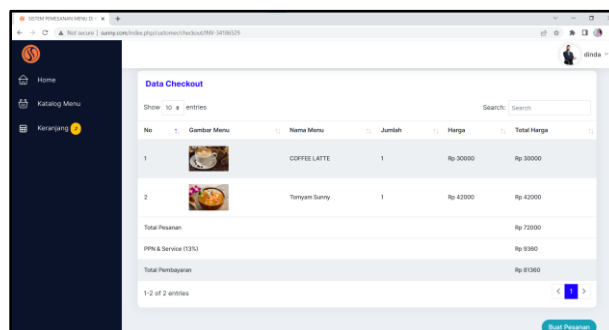 SISTEM PEMESANAN MENU DI
Not secure | sunny.com/index.php/customer/checkout/INV-34186529
dinda
Home
Katalog Menu
Keranjang 2
Data Checkout
Show 10 entries Search: Search
No Gambar Menu Nama Menu Jumlah Harga Total Harga
1 COFFEE LATTE 1 Rp 30000 Rp 30000
2 Tomyam Sunny 1 Rp 42000 Rp 42000
Total Pesanan Rp 72000
PPN & Service (13%) Rp 9360
Total Pembayaran Rp 81360
1-2 of 2 entries 1
Buat Pesanan